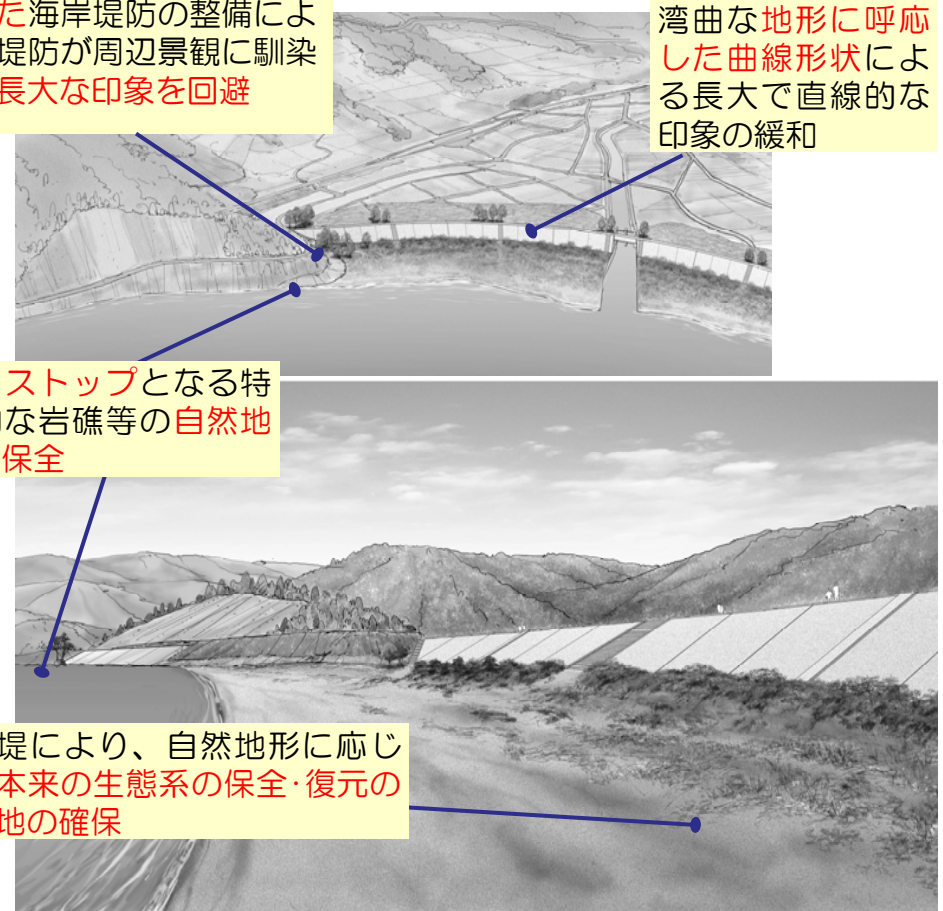 た海岸堤防の整備によ
堤防が周辺景観に馴染
長大な印象を回避
湾曲な地形に呼応
した曲線形状によ
る長大で直線的な
印象の緩和
ストップとなる特
な岩礁等の自然地
保全
堤により、自然地形に応じ
本来の生態系の保全・復元の
地の確保